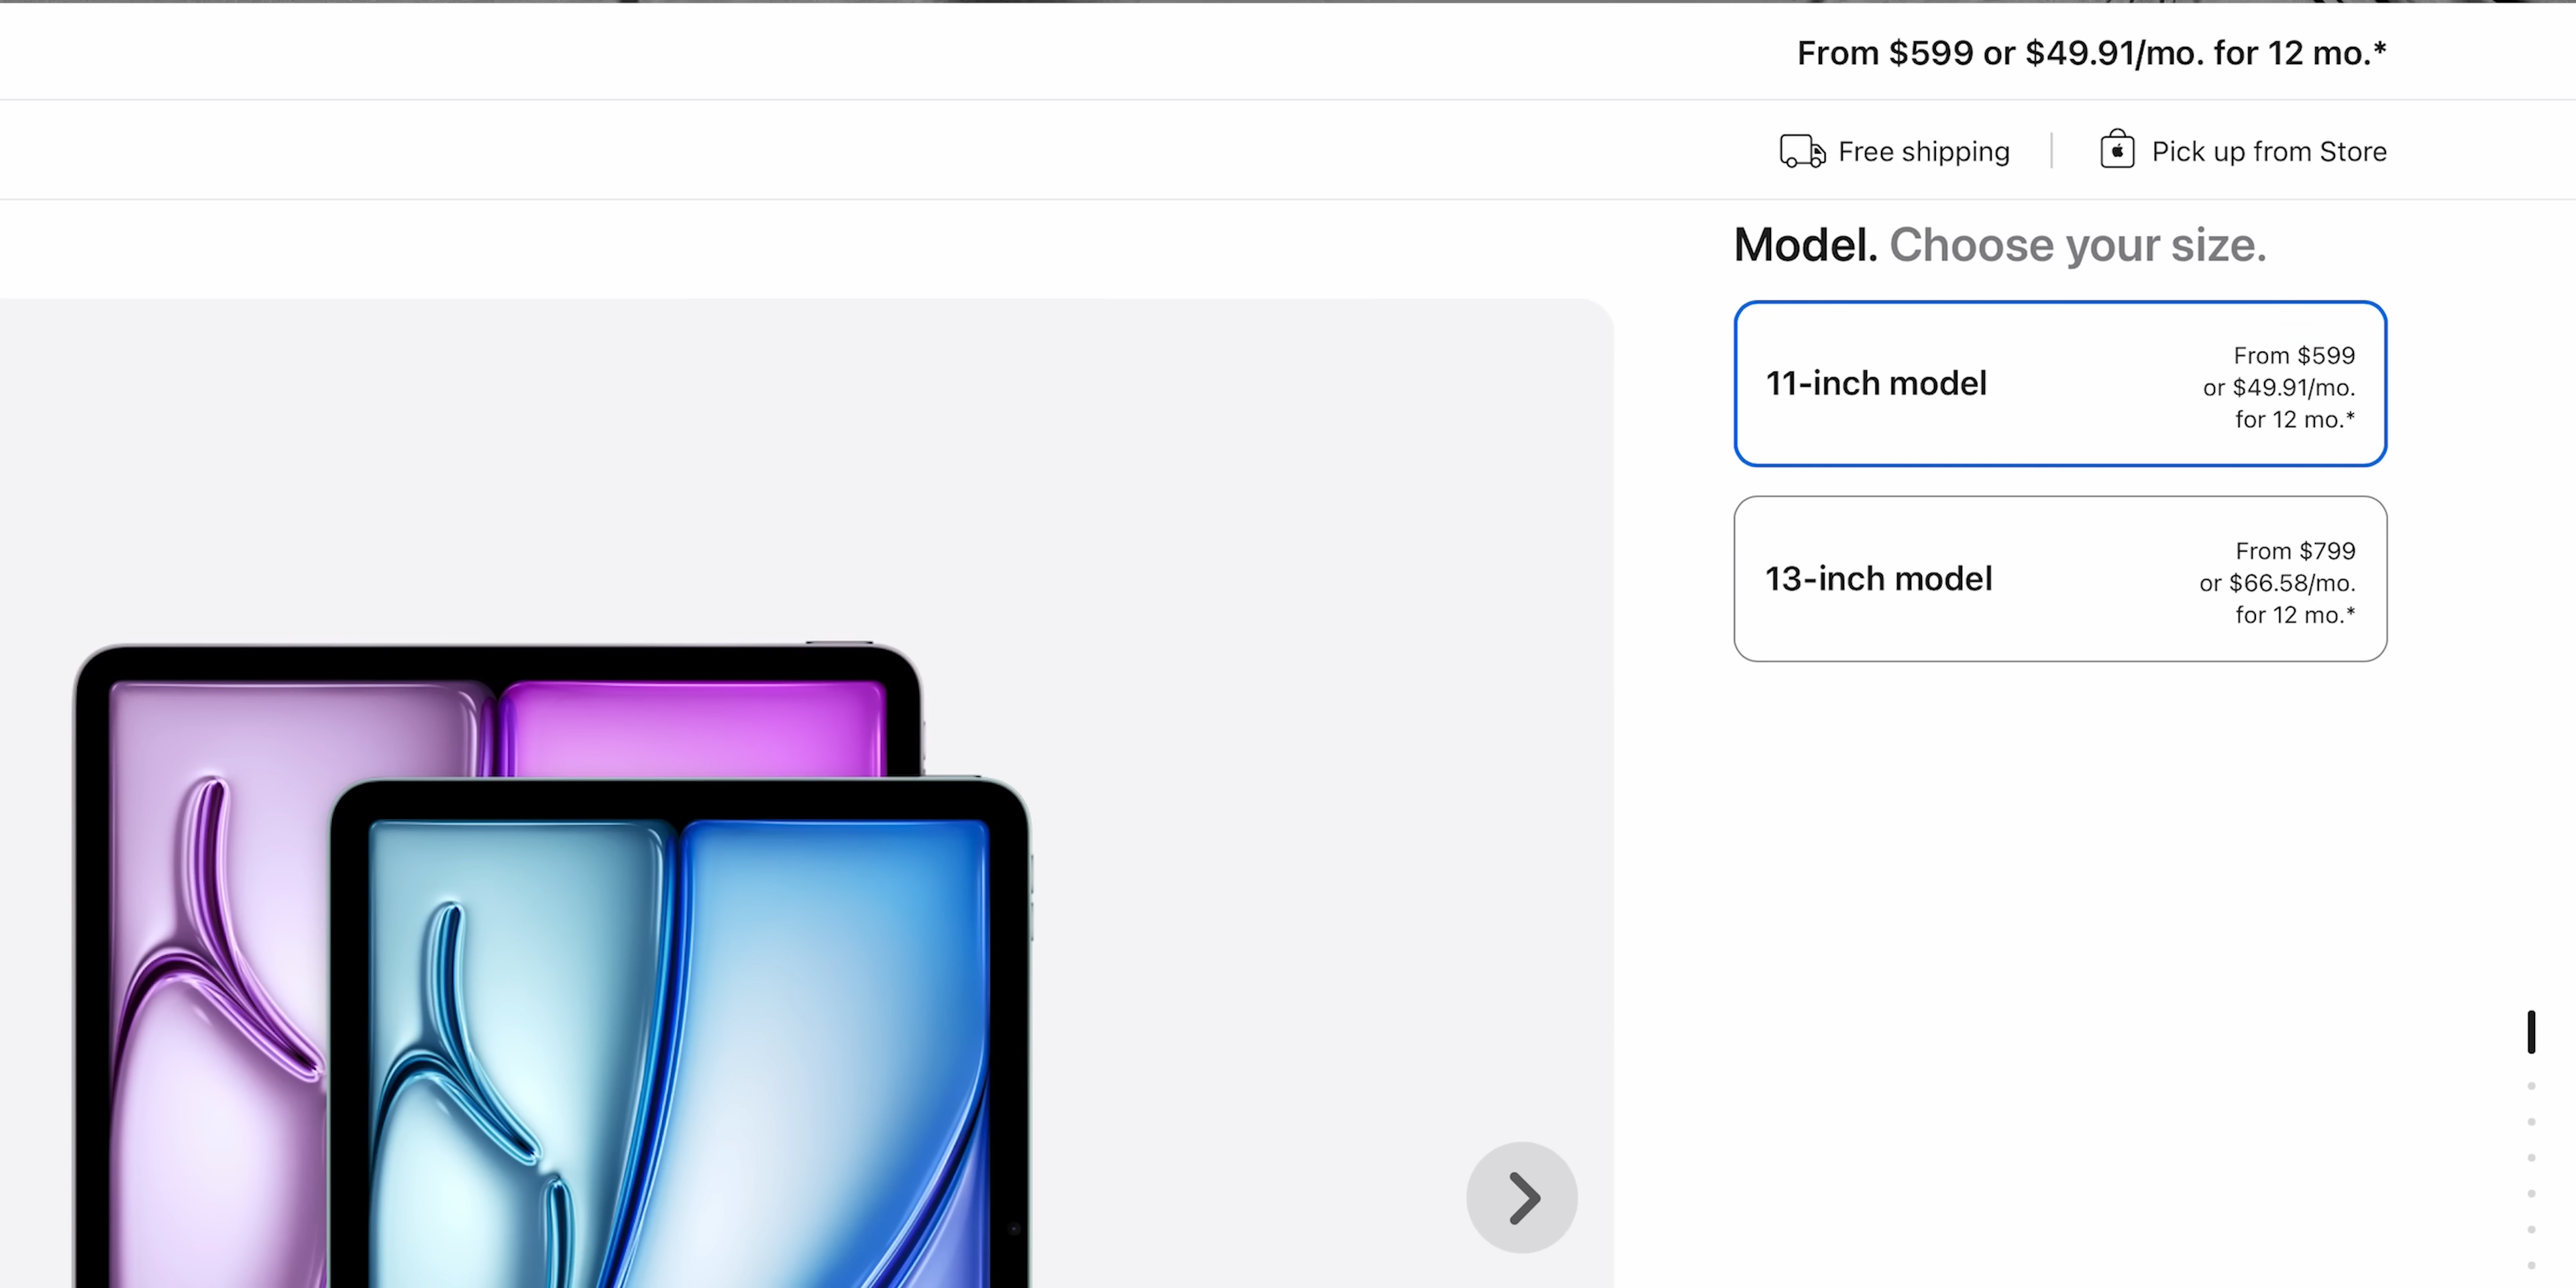 From $599 or $49.91/mo. for 12 mo.*
Free shipping
Pick up from Store
Model. Choose your size.
11-inch model
From $599
or $49.91/mo.
for 12 mo.*
13-inch model
From $799
or $66.58/mo.
for 12 mo.*